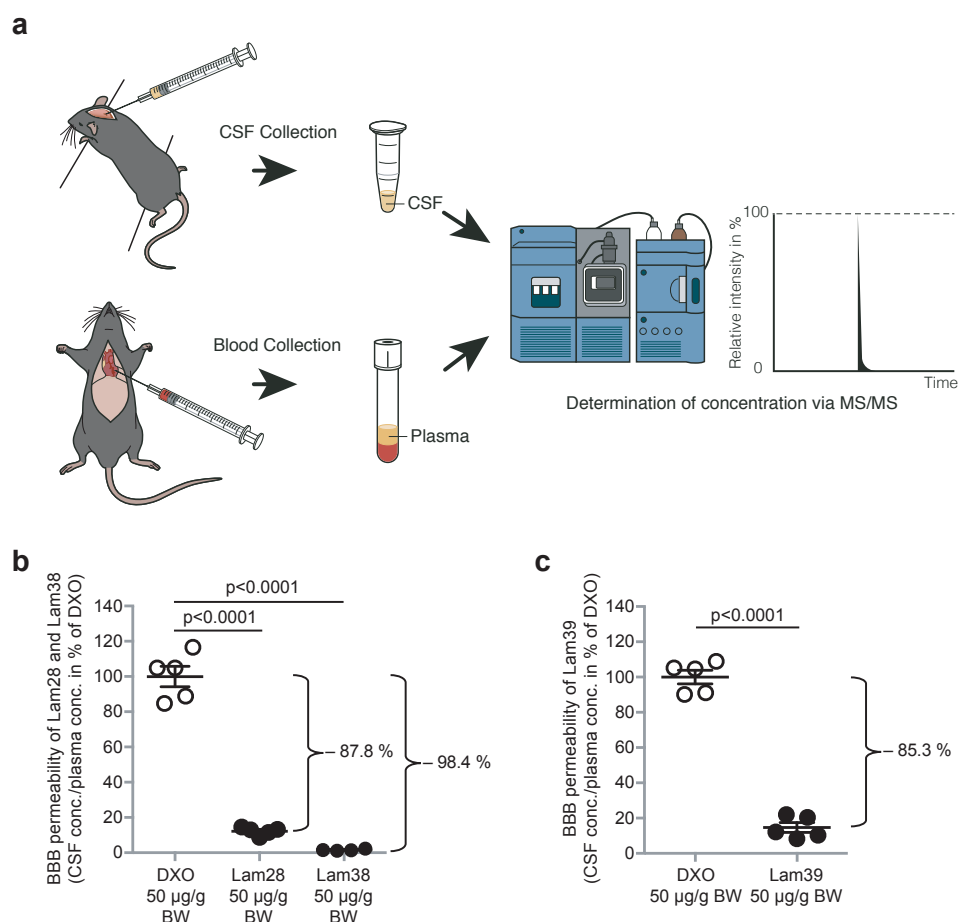 a
CSF Collection
CSF
Blood Collection
Plasma
Relative intensity in %
100
0
Time
Determination of concentration via MS/MS
b
BBB permeability of Lam28 and Lam38
(CSF conc./plasma conc. in % of DXO)
p<0.0001
p<0.0001
140
120
100
80
60
40
20
0
– 87.8 %
– 98.4 %
DXO
50 µg/g
BW
Lam28
50 µg/g
BW
Lam38
50 µg/g
BW
c
BBB permeability of Lam39
(CSF conc./plasma conc. in % of DXO)
p<0.0001
140
120
100
80
60
40
20
0
– 85.3 %
DXO
50 µg/g BW
Lam39
50 µg/g BW